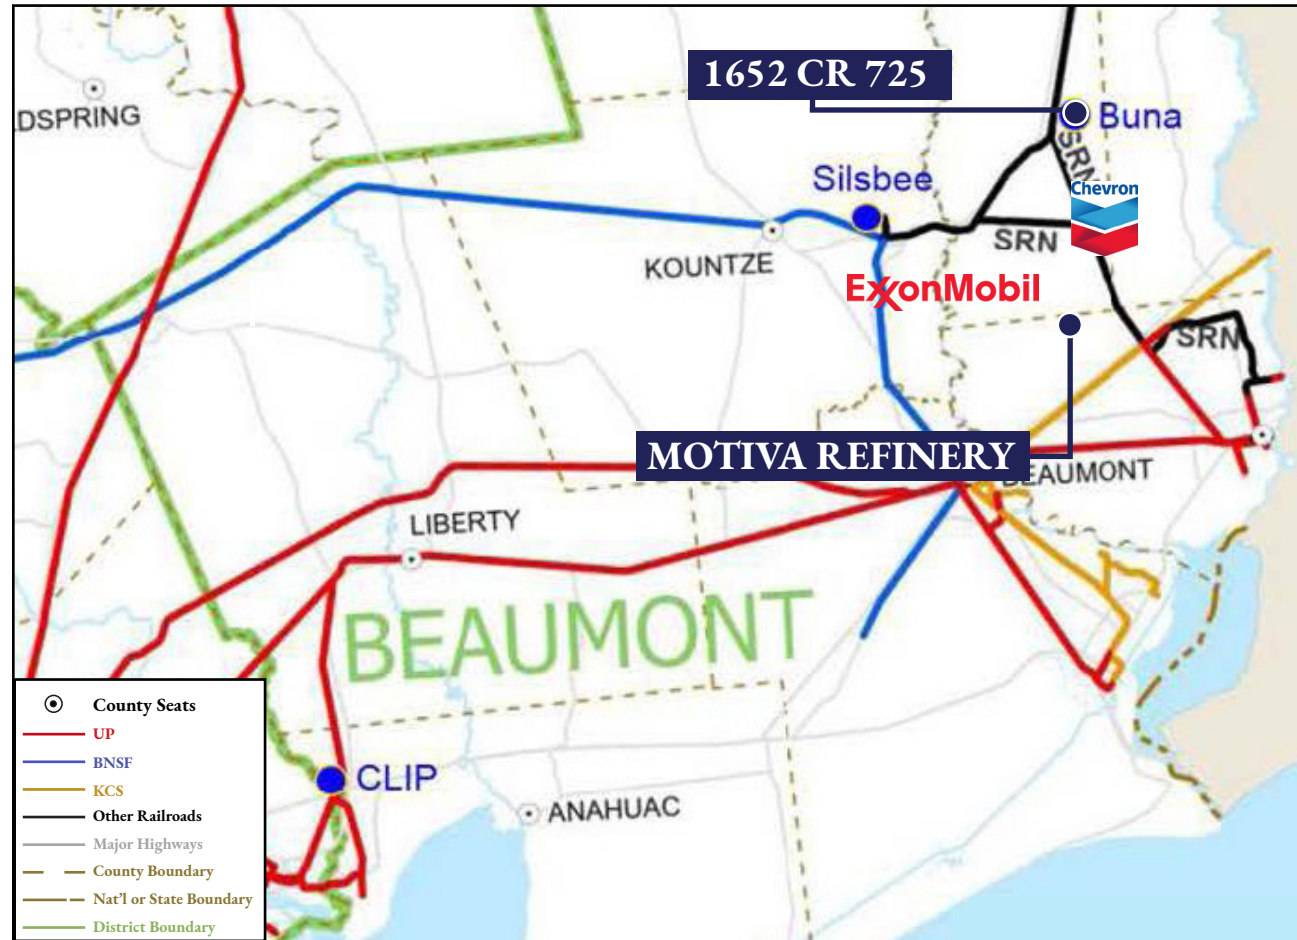 1652 CR 725
DSPRING
Buna
SRN
Silsbee
Chevron
SRN
KOUNTZE
ExxonMobil
SRN
MOTIVA REFINERY
BEAUMONT
LIBERTY
BEAUMONT
CLIP
ANAHUAC
County Seats
UP
BNSF
KCS
Other Railroads
Major Highways
County Boundary
Nat'l or State Boundary
District Boundary